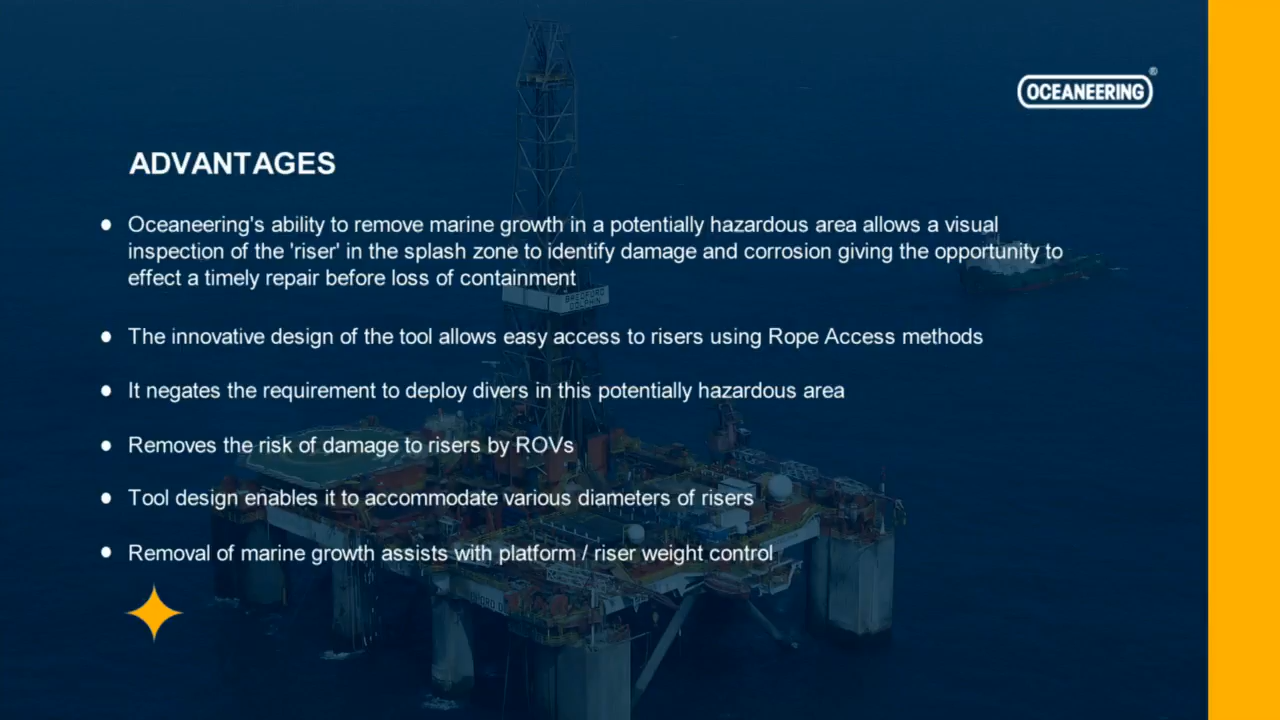 OCEANEERING®
ADVANTAGES
● Oceaneering's ability to remove marine growth in a potentially hazardous area allows a visual
inspection of the 'riser' in the splash zone to identify damage and corrosion giving the opportunity to
effect a timely repair before loss of containment
BREDFORD
DOLPHIN
● The innovative design of the tool allows easy access to risers using Rope Access methods
● It negates the requirement to deploy divers in this potentially hazardous area
● Removes the risk of damage to risers by ROVs
● Tool design enables it to accommodate various diameters of risers
● Removal of marine growth assists with platform / riser weight control